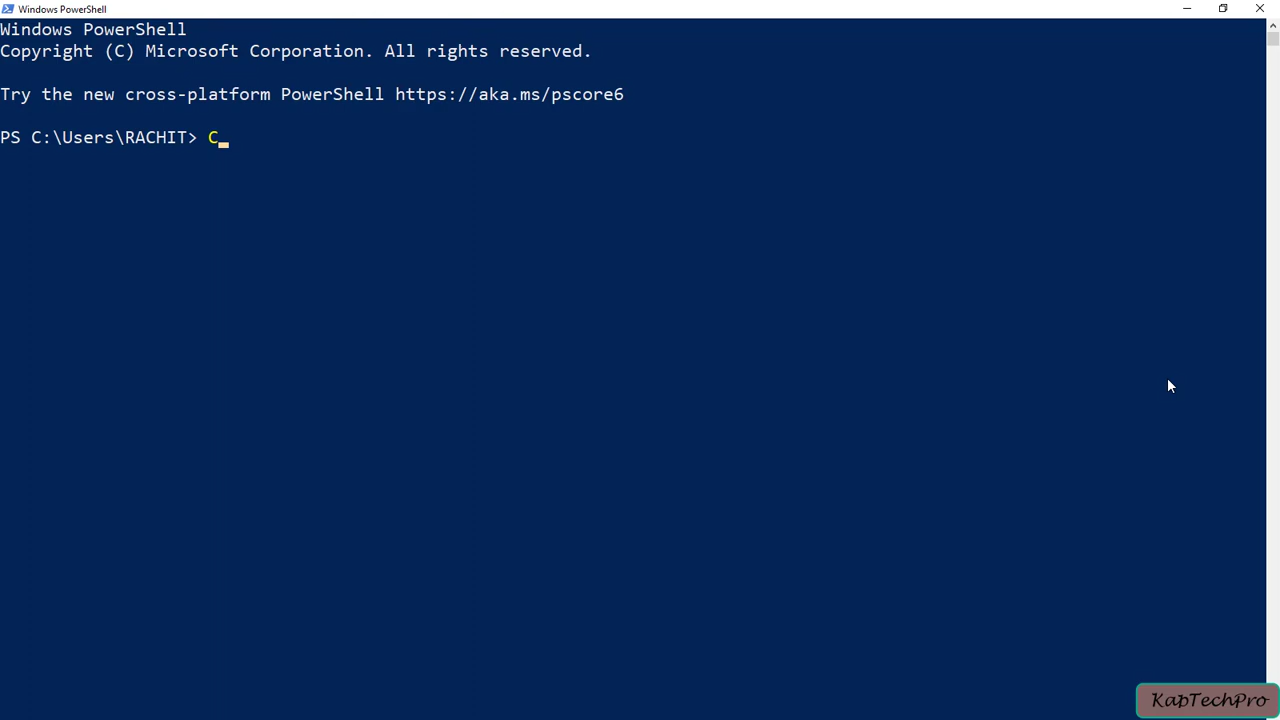 Windows PowerShell
Windows PowerShell
Copyright (C) Microsoft Corporation. All rights reserved.
Try the new cross-platform PowerShell https://aka.ms/pscore6
PS C:\Users\RACHIT> C
KapTechPro